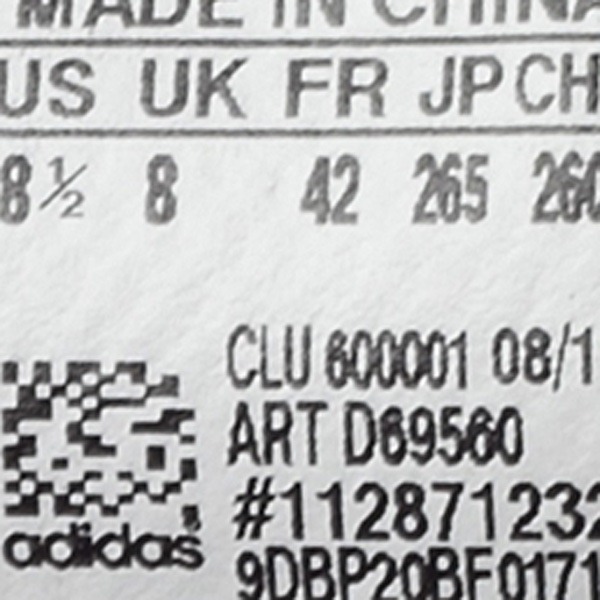 MADE IN CHINA
US UK FR JP CH
8½ 8 42 265 260
CLU 600001 08/1
ART D69560
#112871232
adidas
9DBP20BF0171